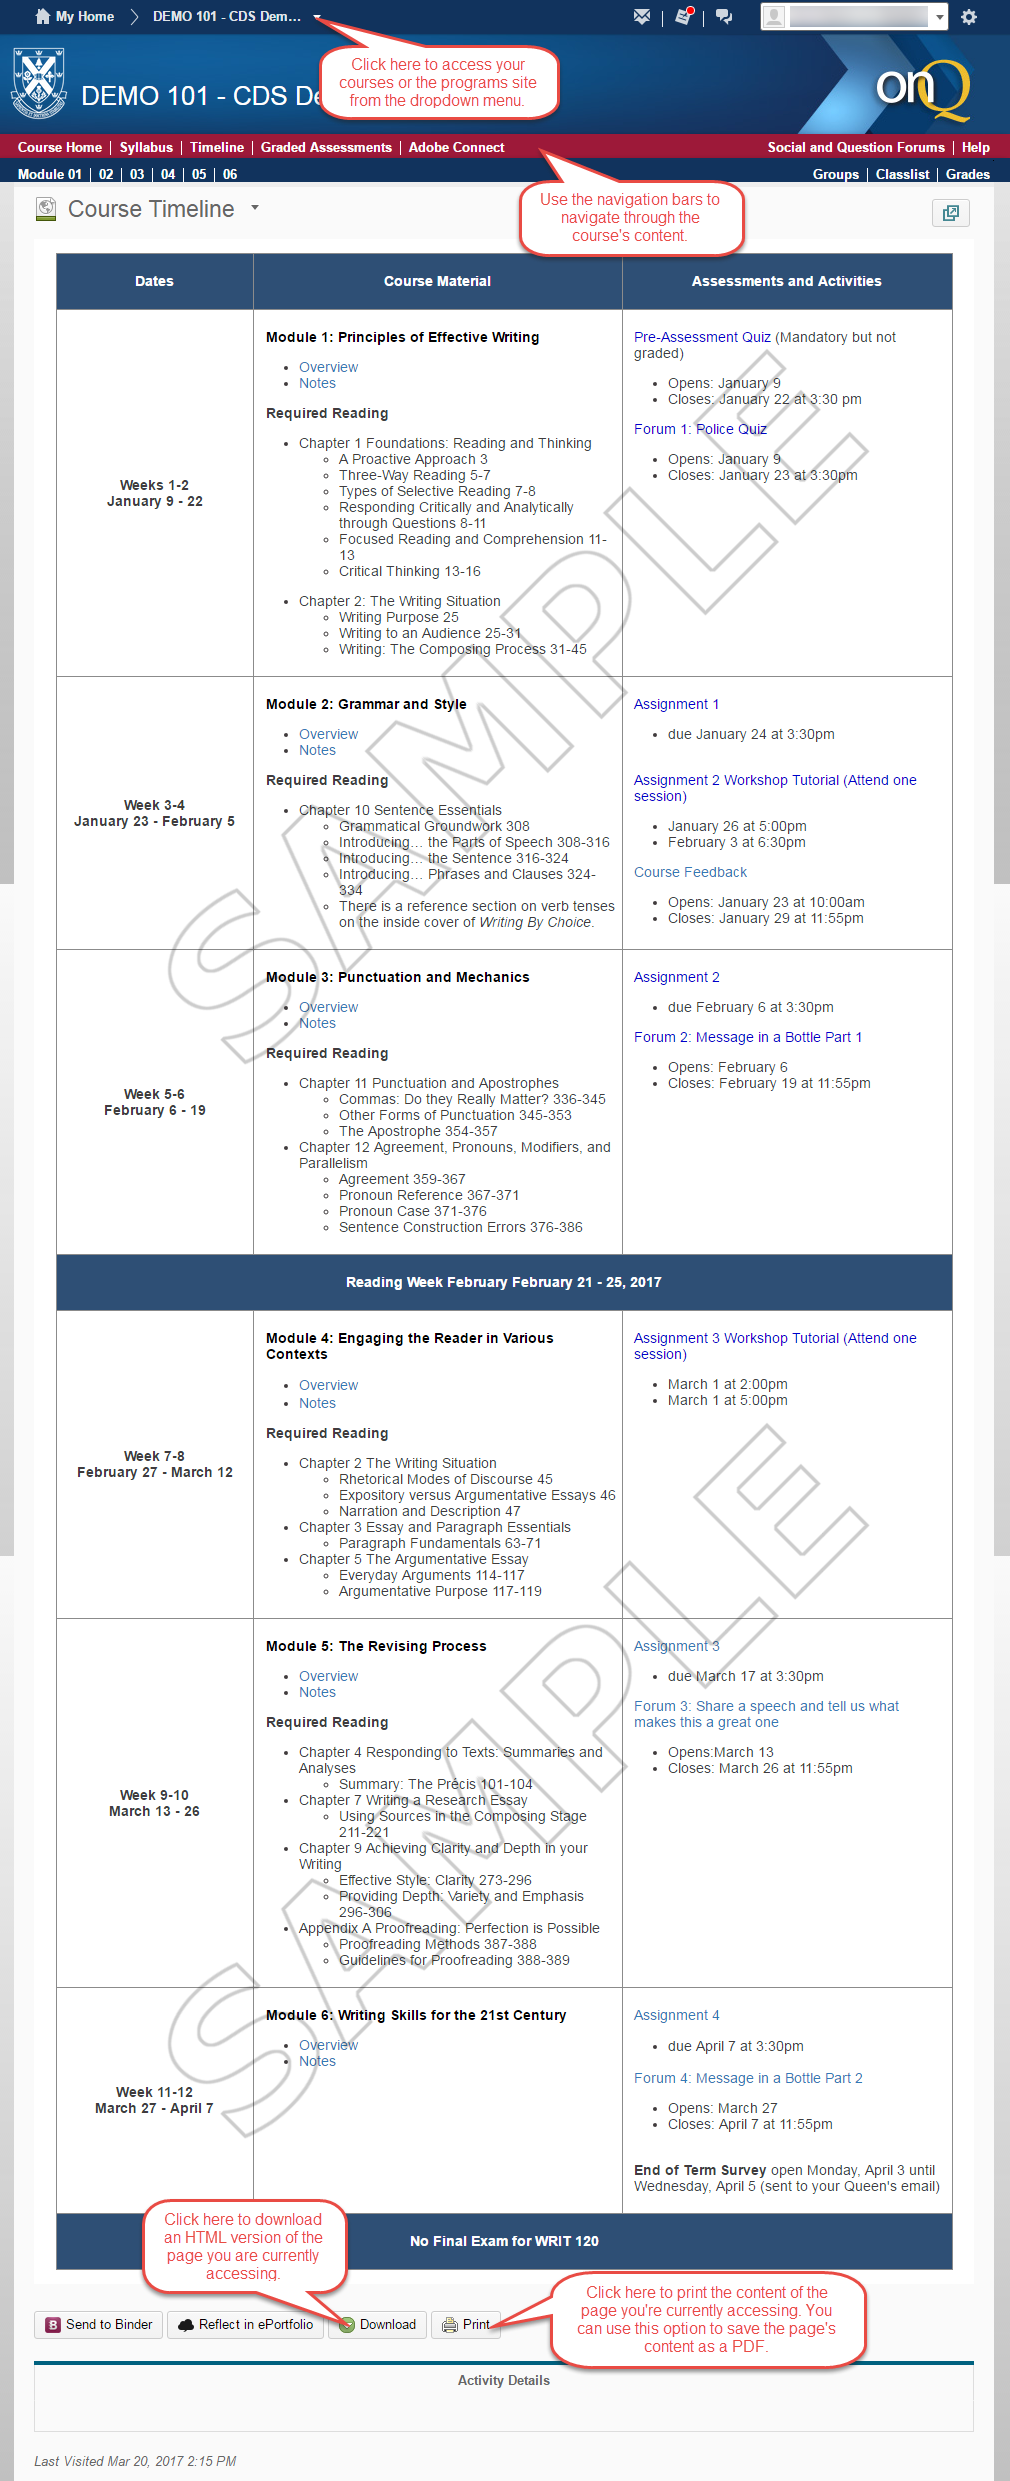 My Home
DEMO 101 - CDS Dem...
Click here to access your
courses or the programs site
from the dropdown menu.
DEMO 101 - CDS De
onQ
Course Home | Syllabus | Timeline | Graded Assessments | Adobe Connect
Social and Question Forums | Help
Module 01 | 02 | 03 | 04 | 05 | 06
Groups | Classlist | Grades
Use the navigation bars to
navigate through the
course's content.
Course Timeline
Dates
Course Material
Assessments and Activities
Weeks 1-2
January 9 - 22
Module 1: Principles of Effective Writing
Overview
Notes
Required Reading
Chapter 1 Foundations: Reading and Thinking
A Proactive Approach 3
Three-Way Reading 5-7
Types of Selective Reading 7-8
Responding Critically and Analytically
through Questions 8-11
Focused Reading and Comprehension 11-
13
Critical Thinking 13-16
Chapter 2: The Writing Situation
Writing Purpose 25
Writing to an Audience 25-31
Writing: The Composing Process 31-45
Pre-Assessment Quiz (Mandatory but not
graded)
Opens: January 9
Closes: January 22 at 3:30 pm
Forum 1: Police Quiz
Opens: January 9
Closes: January 23 at 3:30pm
SAMPLE
Week 3-4
January 23 - February 5
Module 2: Grammar and Style
Overview
Notes
Required Reading
Chapter 10 Sentence Essentials
Grammatical Groundwork 308
Introducing... the Parts of Speech 308-316
Introducing... the Sentence 316-324
Introducing... Phrases and Clauses 324-
334
There is a reference section on verb tenses
on the inside cover of Writing By Choice.
Assignment 1
due January 24 at 3:30pm
Assignment 2 Workshop Tutorial (Attend one
session)
January 26 at 5:00pm
February 3 at 6:30pm
Course Feedback
Opens: January 23 at 10:00am
Closes: January 29 at 11:55pm
Week 5-6
February 6 - 19
Module 3: Punctuation and Mechanics
Overview
Notes
Required Reading
Chapter 11 Punctuation and Apostrophes
Commas: Do they Really Matter? 336-345
Other Forms of Punctuation 345-353
The Apostrophe 354-357
Chapter 12 Agreement, Pronouns, Modifiers, and
Parallelism
Agreement 359-367
Pronoun Reference 367-371
Pronoun Case 371-376
Sentence Construction Errors 376-386
Assignment 2
due February 6 at 3:30pm
Forum 2: Message in a Bottle Part 1
Opens: February 6
Closes: February 19 at 11:55pm
Reading Week February February 21 - 25, 2017
Week 7-8
February 27 - March 12
Module 4: Engaging the Reader in Various
Contexts
Overview
Notes
Required Reading
Chapter 2 The Writing Situation
Rhetorical Modes of Discourse 45
Expository versus Argumentative Essays 46
Narration and Description 47
Chapter 3 Essay and Paragraph Essentials
Paragraph Fundamentals 63-71
Chapter 5 The Argumentative Essay
Everyday Arguments 114-117
Argumentative Purpose 117-119
Assignment 3 Workshop Tutorial (Attend one
session)
March 1 at 2:00pm
March 1 at 5:00pm
SAMPLE
Week 9-10
March 13 - 26
Module 5: The Revising Process
Overview
Notes
Required Reading
Chapter 4 Responding to Texts: Summaries and
Analyses
Summary: The Précis 101-104
Chapter 7 Writing a Research Essay
Using Sources in the Composing Stage
211-221
Chapter 9 Achieving Clarity and Depth in your
Writing
Effective Style: Clarity 273-296
Providing Depth: Variety and Emphasis
296-306
Appendix A Proofreading: Perfection is Possible
Proofreading Methods 387-388
Guidelines for Proofreading 388-389
Assignment 3
due March 17 at 3:30pm
Forum 3: Share a speech and tell us what
makes this a great one
Opens:March 13
Closes: March 26 at 11:55pm
Week 11-12
March 27 - April 7
Module 6: Writing Skills for the 21st Century
Overview
Notes
Assignment 4
due April 7 at 3:30pm
Forum 4: Message in a Bottle Part 2
Opens: March 27
Closes: April 7 at 11:55pm
End of Term Survey open Monday, April 3 until
Wednesday, April 5 (sent to your Queen's email)
No Final Exam for WRIT 120
Click here to download
an HTML version of the
page you are currently
accessing.
Click here to print the content of the
page you're currently accessing. You
can use this option to save the page's
content as a PDF.
B Send to Binder
Reflect in ePortfolio
Download
Print
Activity Details
Last Visited Mar 20, 2017 2:15 PM